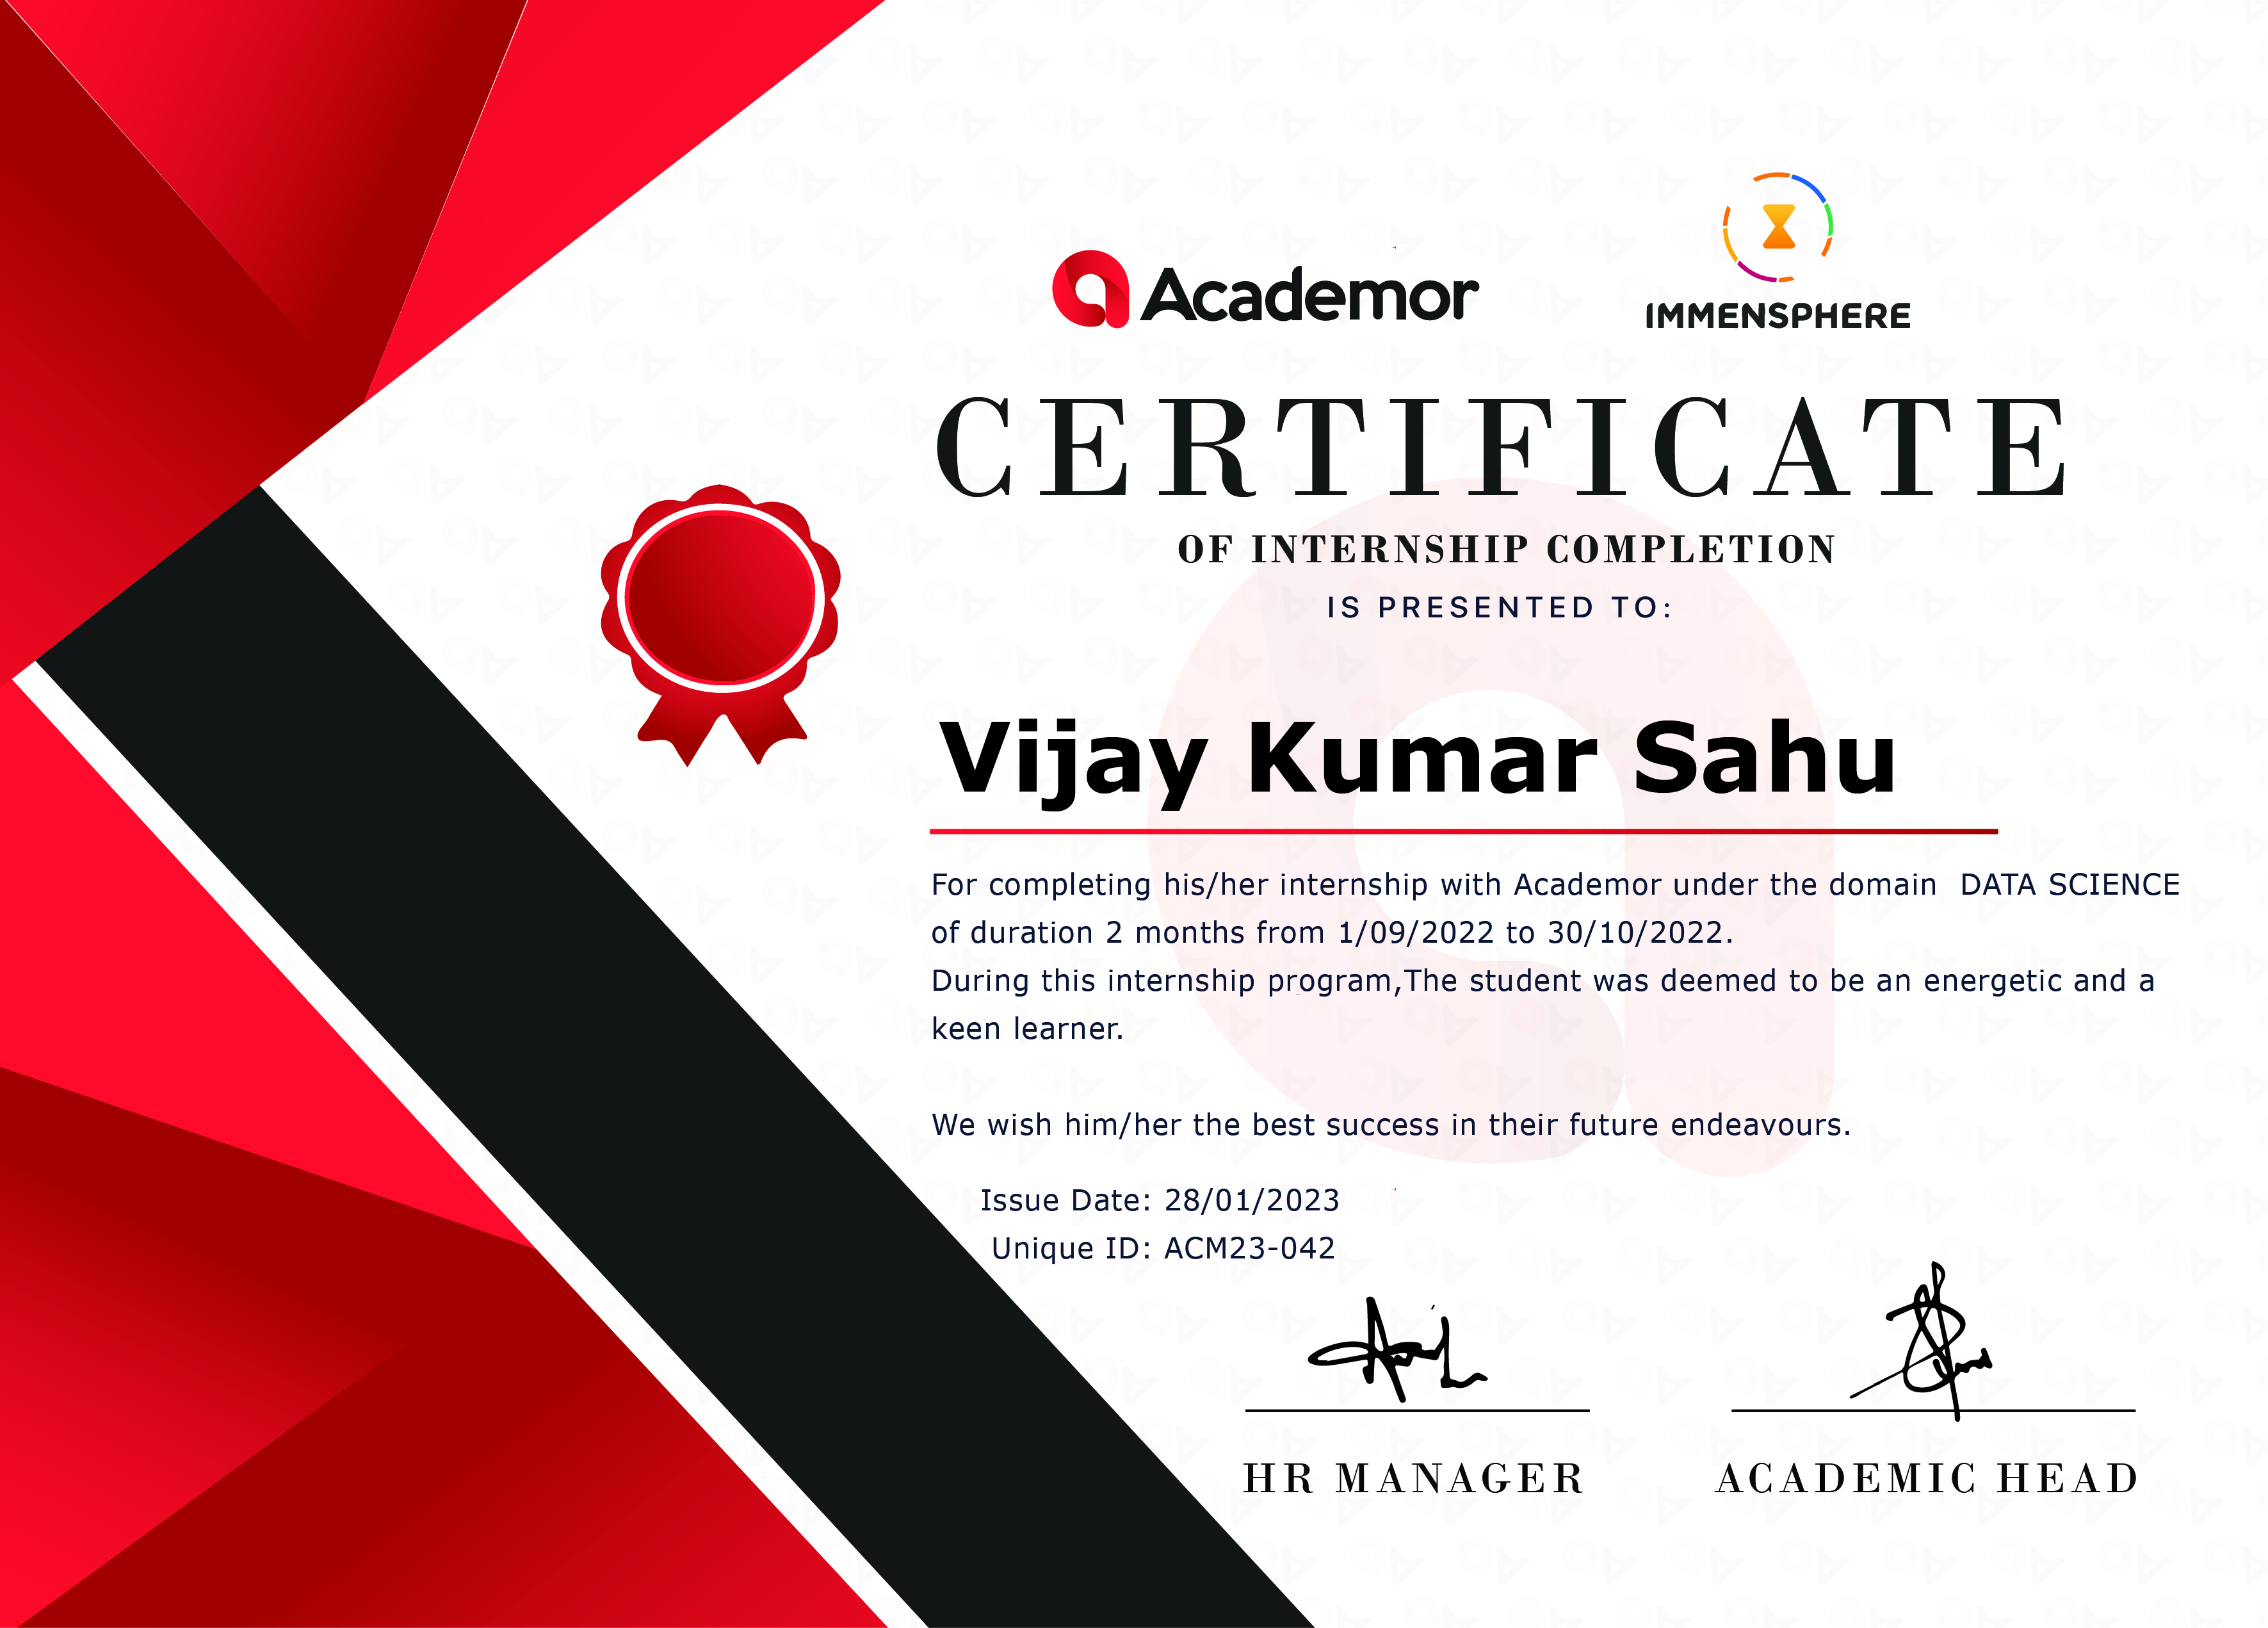 Academor
IMMENSPHERE
CERTIFICATE
OF INTERNSHIP COMPLETION
IS PRESENTED TO:
Vijay Kumar Sahu
For completing his/her internship with Academor under the domain  DATA SCIENCE
of duration 2 months from 1/09/2022 to 30/10/2022.
During this internship program,The student was deemed to be an energetic and a
keen learner.
We wish him/her the best success in their future endeavours.
Issue Date: 28/01/2023
Unique ID: ACM23-042
HR MANAGER
ACADEMIC HEAD